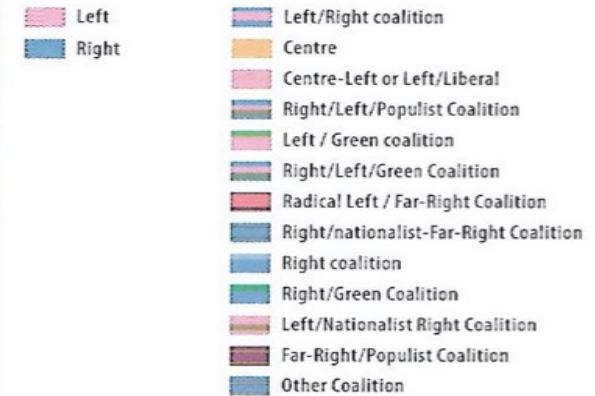 Left
Right
Left/Right coalition
Centre
Centre-Left or Left/Liberal
Right/Left/Populist Coalition
Left / Green coalition
Right/Left/Green Coalition
Radical Left / Far-Right Coalition
Right/nationalist-Far-Right Coalition
Right coalition
Right/Green Coalition
Left/Nationalist Right Coalition
Far-Right/Populist Coalition
Other Coalition